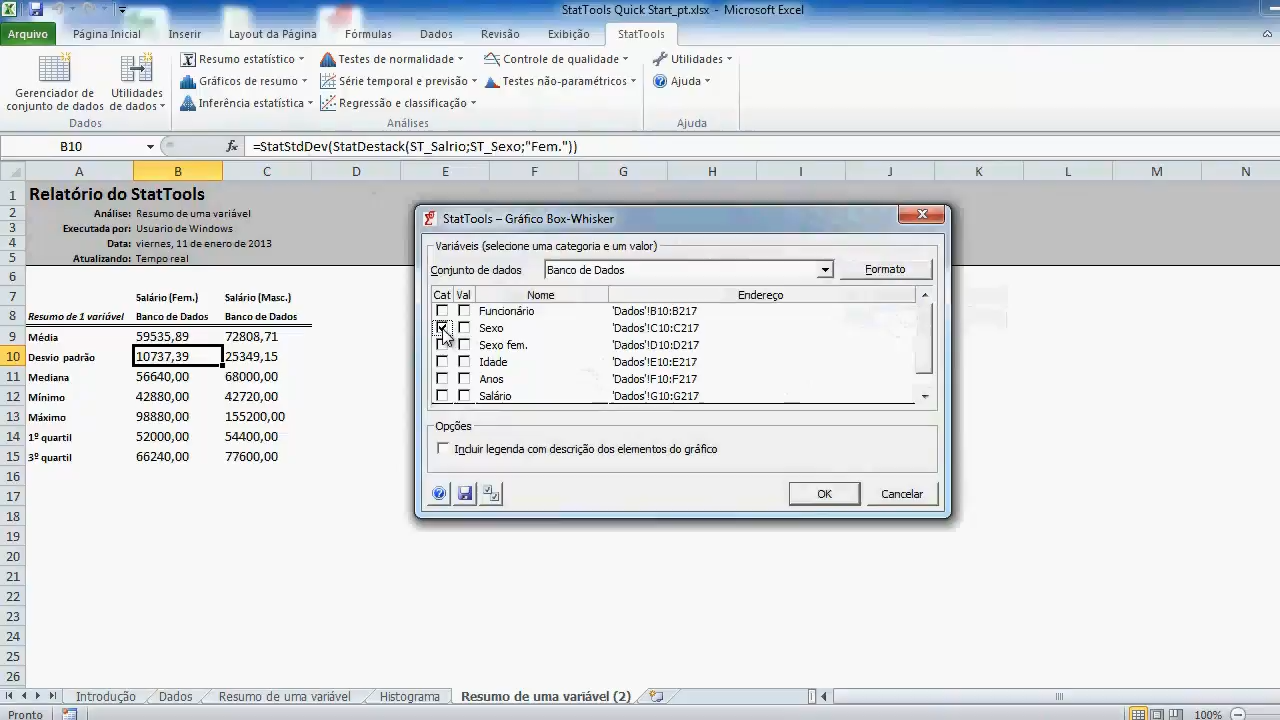 StatTools Quick Start_pt.xlsx - Microsoft Excel
Arquivo Página Inicial Inserir Layout da Página Fórmulas Dados Revisão Exibição StatTools
Gerenciador de conjunto de dados
Utilidades de dados
Dados
Resumo estatístico
Gráficos de resumo
Inferência estatística
Testes de normalidade
Série temporal e previsão
Regressão e classificação
Controle de qualidade
Testes não-paramétricos
Análises
Utilidades
Ajuda
Ajuda
B10 fx =StatStdDev(StatDestack(ST_Salrio;ST_Sexo;"Fem."))
A B C D E F G H I J K L M N
1 Relatório do StatTools
2 Análise: Resumo de uma variável
3 Executada por: Usuario de Windows
4 Data: viernes, 11 de enero de 2013
5 Atualizando: Tempo real
6
7 Salário (Fem.) Salário (Masc.)
8 Resumo de 1 variável Banco de Dados Banco de Dados
9 Média 59535,89 72808,71
10 Desvio padrão 10737,39 25349,15
11 Mediana 56640,00 68000,00
12 Mínimo 42880,00 42720,00
13 Máximo 98880,00 155200,00
14 1º quartil 52000,00 54400,00
15 3º quartil 66240,00 77600,00
16
17
18
19
20
21
22
23
24
25
26
StatTools – Gráfico Box-Whisker
Variáveis (selecione uma categoria e um valor)
Conjunto de dados Banco de Dados Formato
Cat Val Nome Endereço
Funcionário 'Dados'!B10:B217
Sexo 'Dados'!C10:C217
Sexo fem. 'Dados'!D10:D217
Idade 'Dados'!E10:E217
Anos 'Dados'!F10:F217
Salário 'Dados'!G10:G217
Opções
Incluir legenda com descrição dos elementos do gráfico
OK Cancelar
Introdução Dados Resumo de uma variável Histograma Resumo de uma variável (2)
Pronto 100%